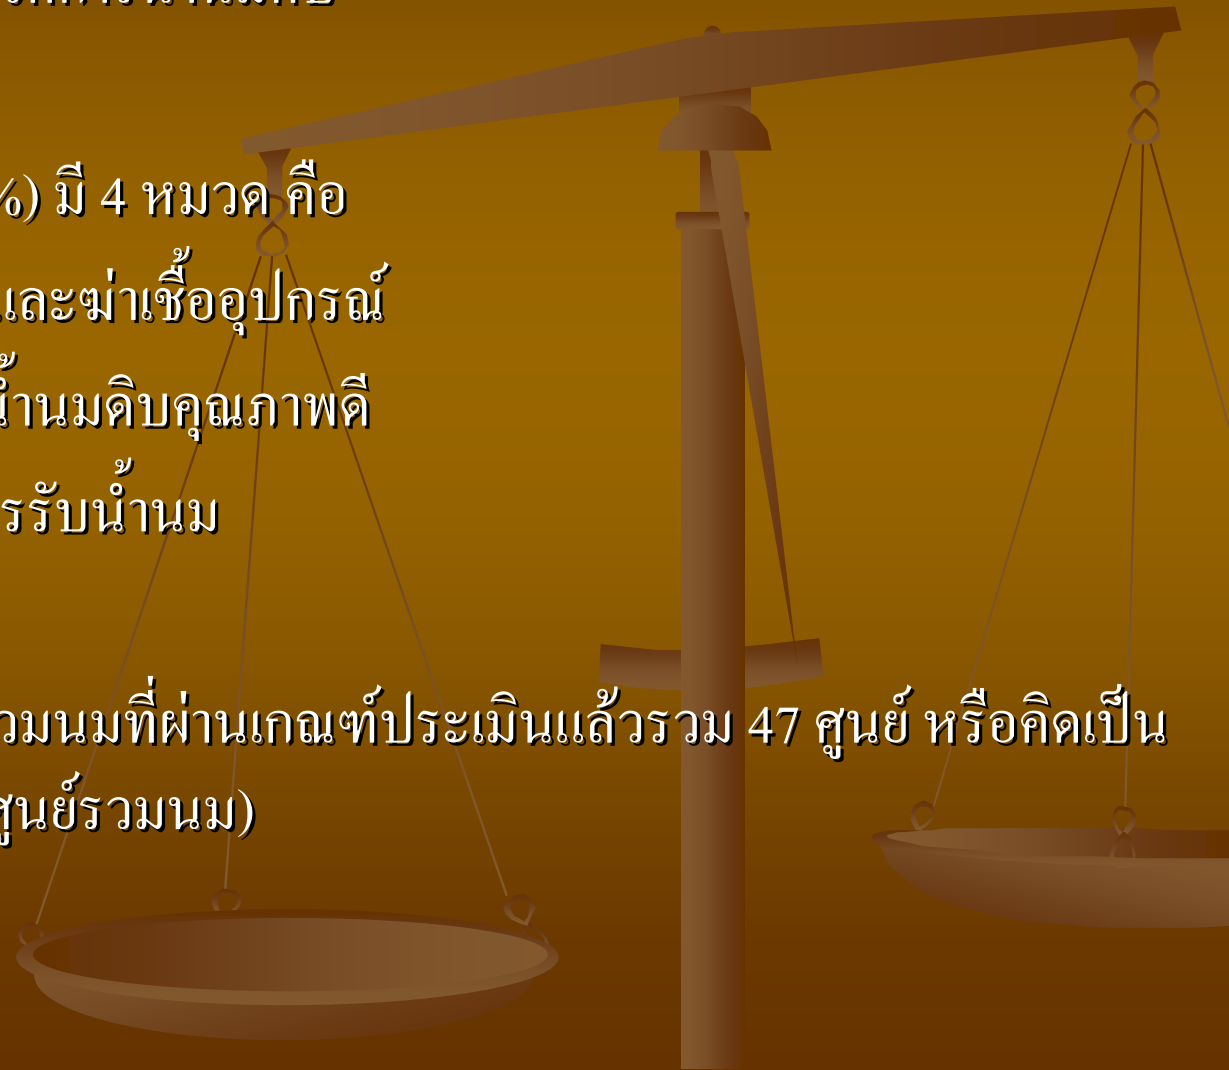 %) มี 4 หมวด คือ
และฆ่าเชื้ออุปกรณ์
น้ำนมดิบคุณภาพดี
รรับน้ำนม
วมนมที่ผ่านเกณฑ์ประเมินแล้วรวม 47 ศูนย์ หรือคิดเป็น
ศูนย์รวมนม)